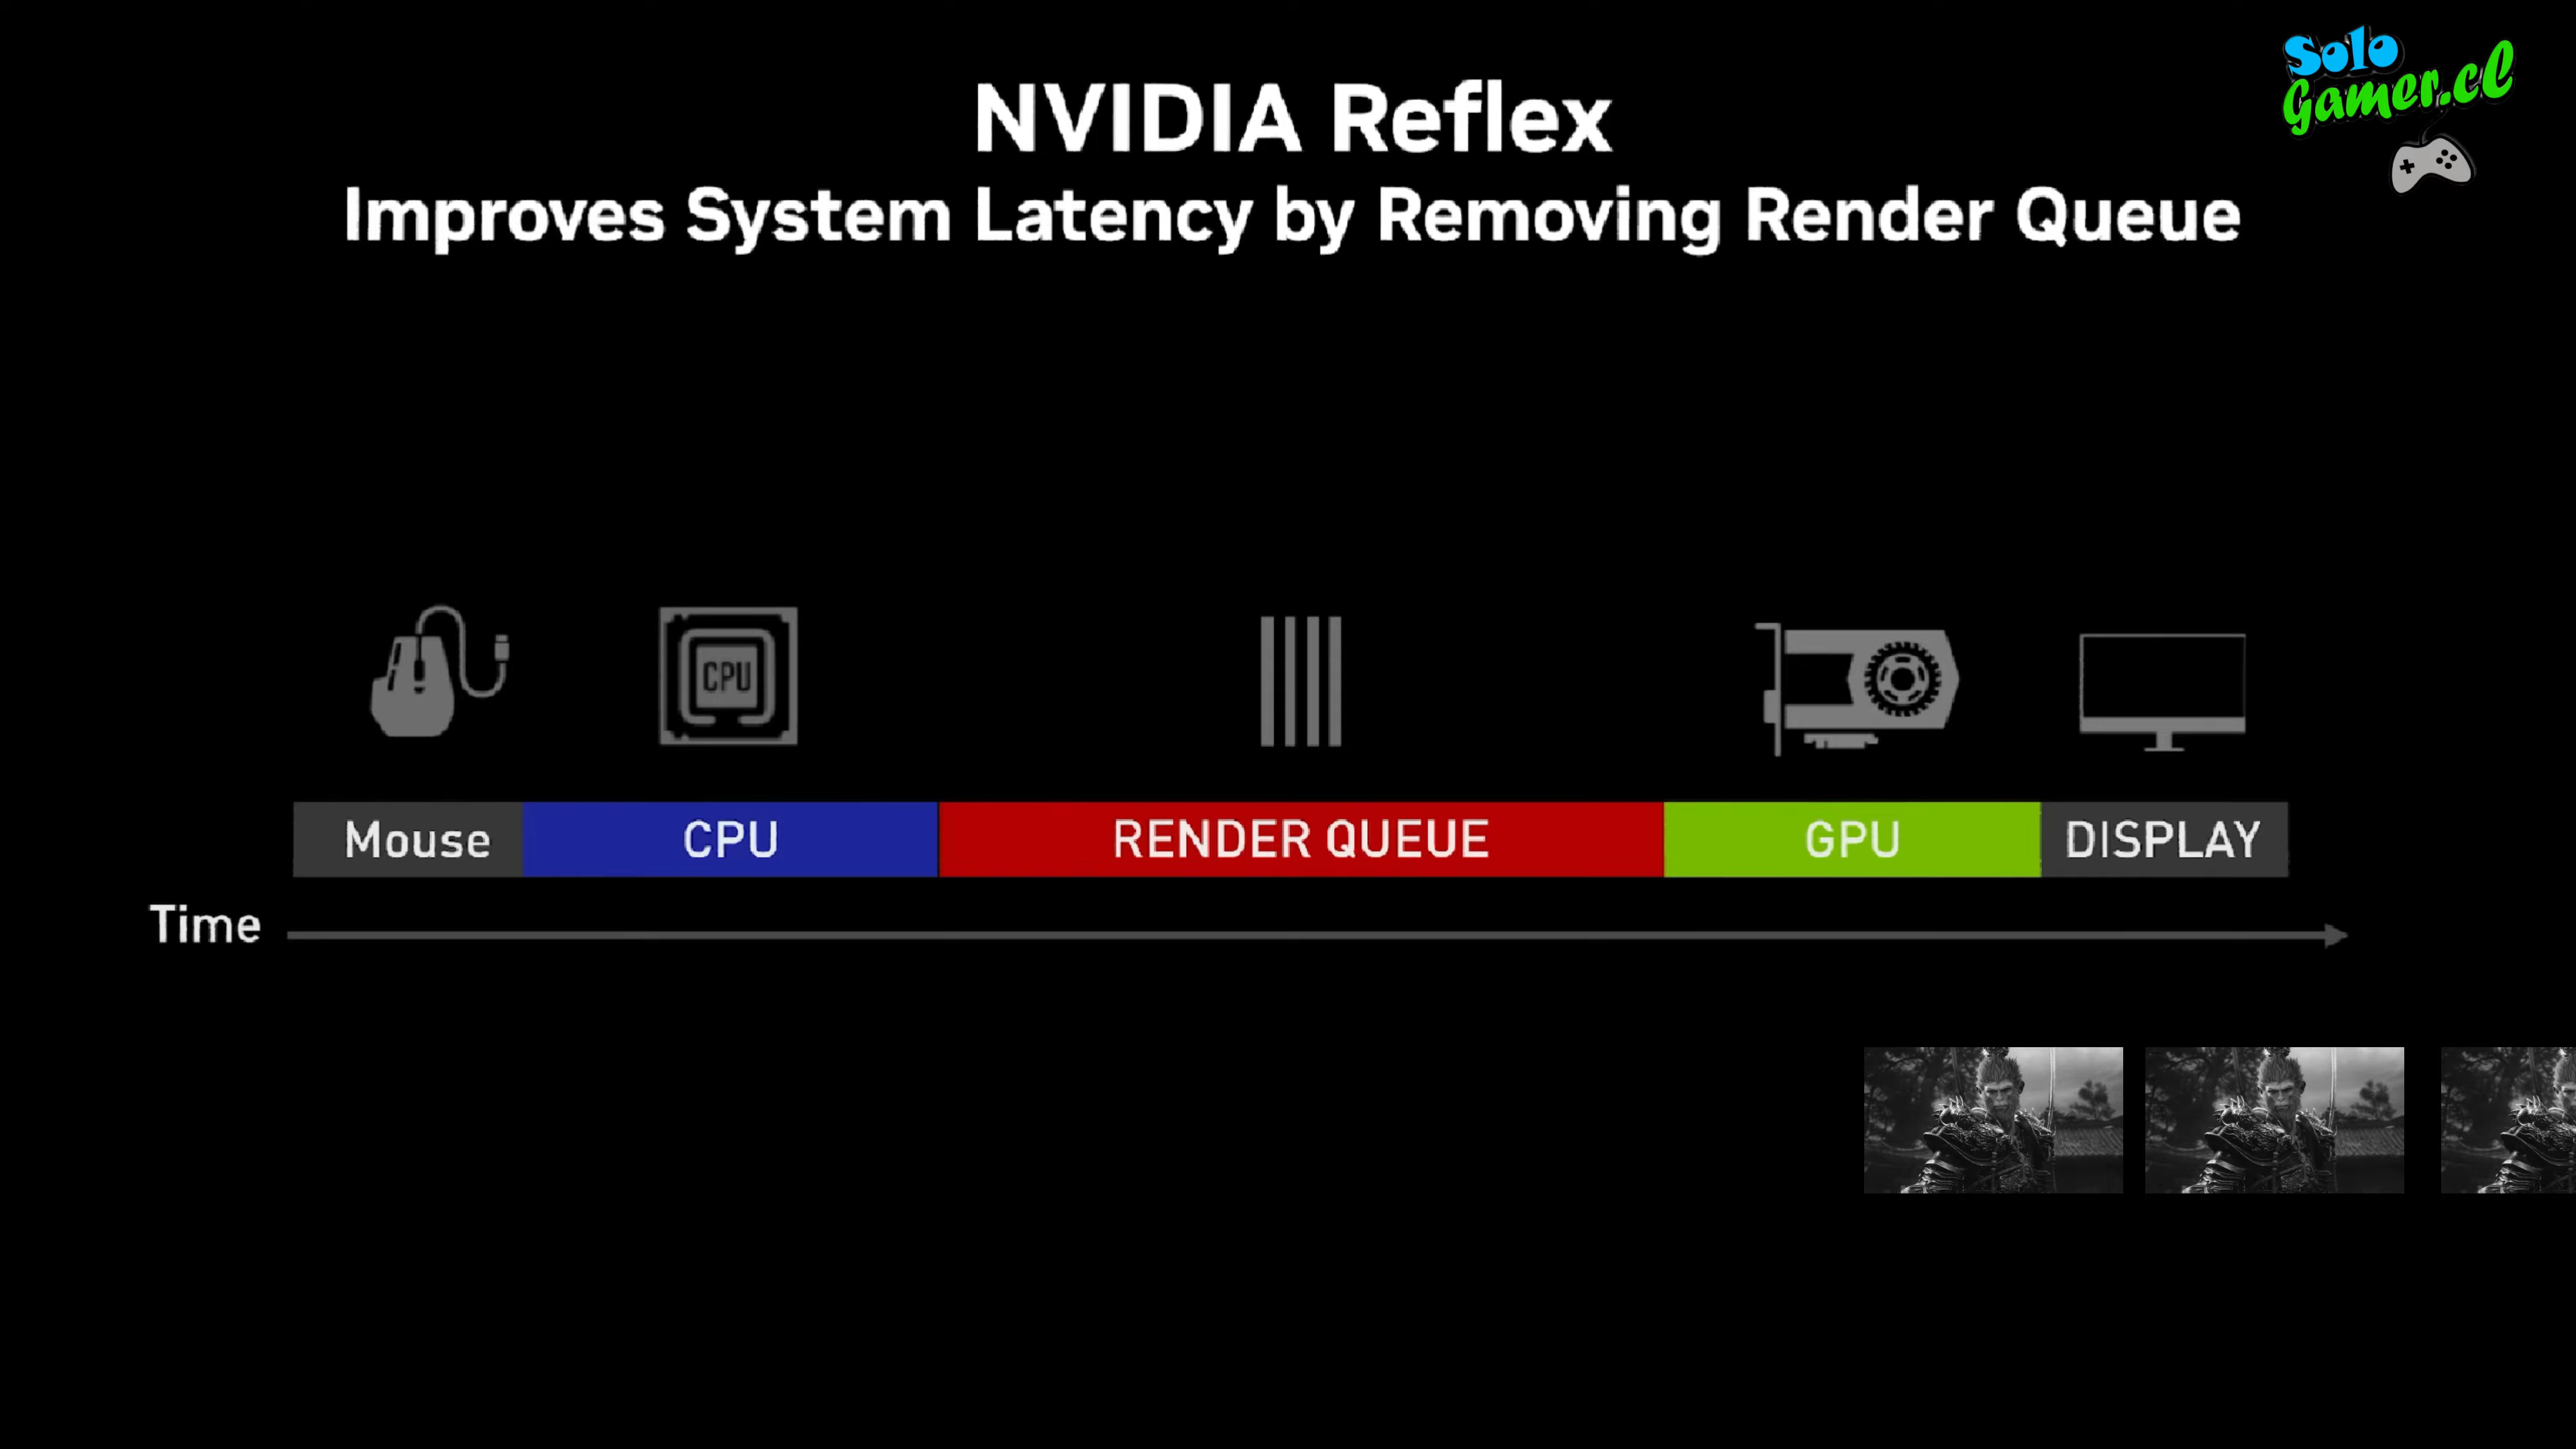 Solo
Gamer.cl
NVIDIA Reflex
Improves System Latency by Removing Render Queue
CPU
Mouse
CPU
RENDER QUEUE
GPU
DISPLAY
Time